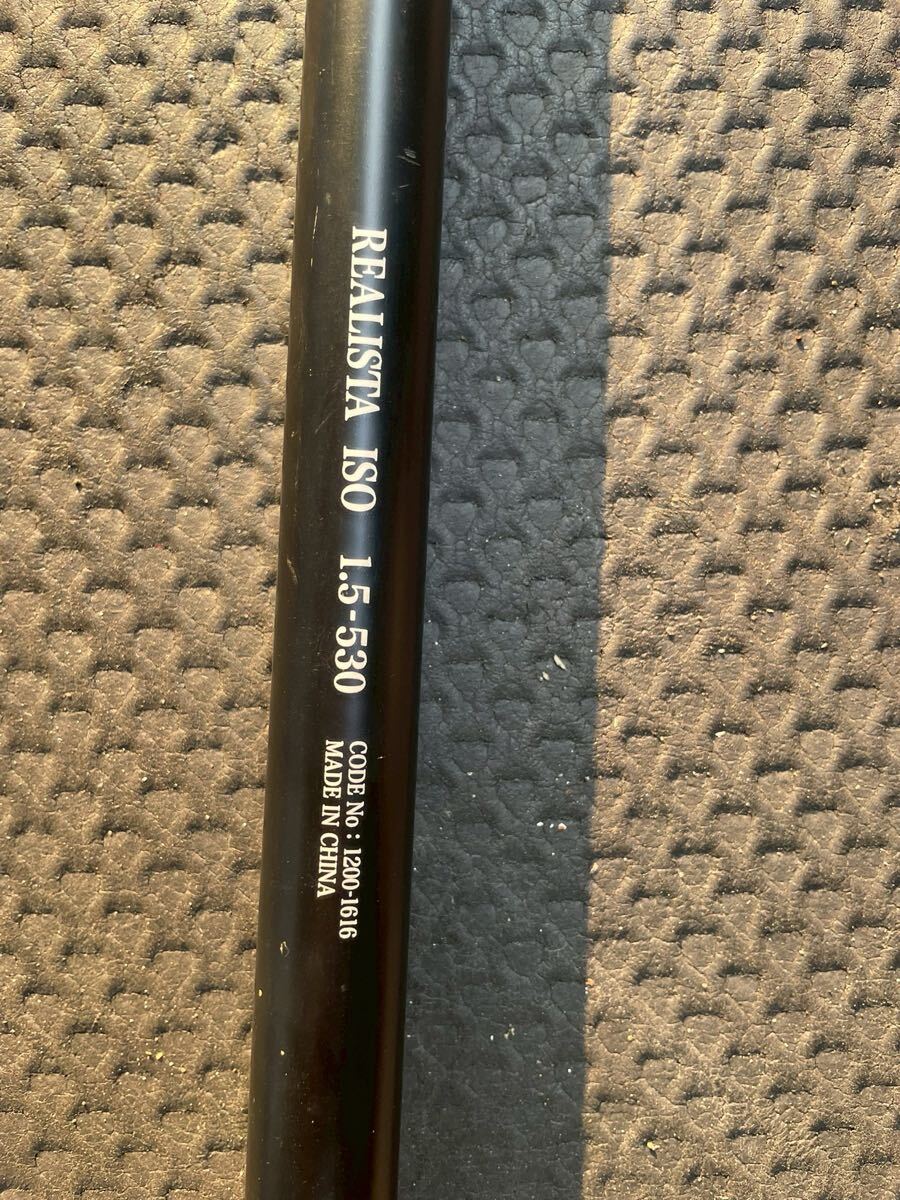 REALISTA ISO 1.5-530
CODE No : 1200-1616
MADE IN CHINA